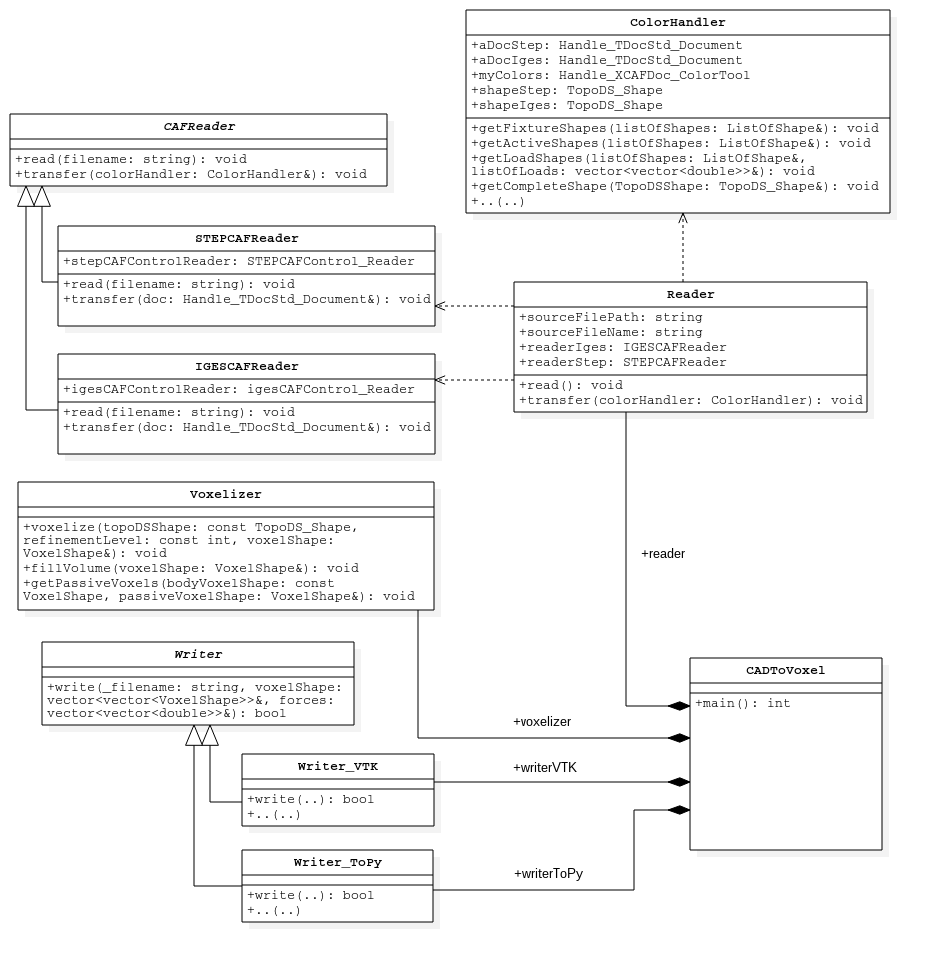 ColorHandler
+aDocStep: Handle_TDocStd_Document
+aDocIges: Handle_TDocStd_Document
+myColors: Handle_XCAFDoc_ColorTool
+shapeStep: TopoDS_Shape
+shapeIges: TopoDS_Shape
+getFixtureShapes(listOfShapes: ListOfShape&): void
+getActiveShapes(listOfShapes: ListOfShape&): void
+getLoadShapes(listOfShapes: ListOfShape&,
listOfLoads: vector<vector<double>>&): void
+getCompleteShape(TopoDSShape: TopoDS_Shape&): void
+..(..)
CAFReader
+read(filename: string): void
+transfer(colorHandler: ColorHandler&): void
STEPCAFReader
+stepCAFControlReader: STEPCAFControl_Reader
+read(filename: string): void
+transfer(doc: Handle_TDocStd_Document&): void
Reader
+sourceFilePath: string
+sourceFileName: string
+readerIges: IGESCAFReader
+readerStep: STEPCAFReader
+read(): void
+transfer(colorHandler: ColorHandler): void
IGESCAFReader
+igesCAFControlReader: igesCAFControl_Reader
+read(filename: string): void
+transfer(doc: Handle_TDocStd_Document&): void
Voxelizer
+voxelize(topoDSShape: const TopoDS_Shape,
refinementLevel: const int, voxelShape:
VoxelShape&): void
+fillVolume(voxelShape: VoxelShape&): void
+getPassiveVoxels(bodyVoxelShape: const
VoxelShape, passiveVoxelShape: VoxelShape&): void
+reader
Writer
+write(_filename: string, voxelShape:
vector<vector<VoxelShape>>&, forces:
vector<vector<double>>&): bool
CADToVoxel
+main(): int
+voxelizer
+writerVTK
Writer_VTK
+write(..): bool
+..(..)
+writerToPy
Writer_ToPy
+write(..): bool
+..(..)